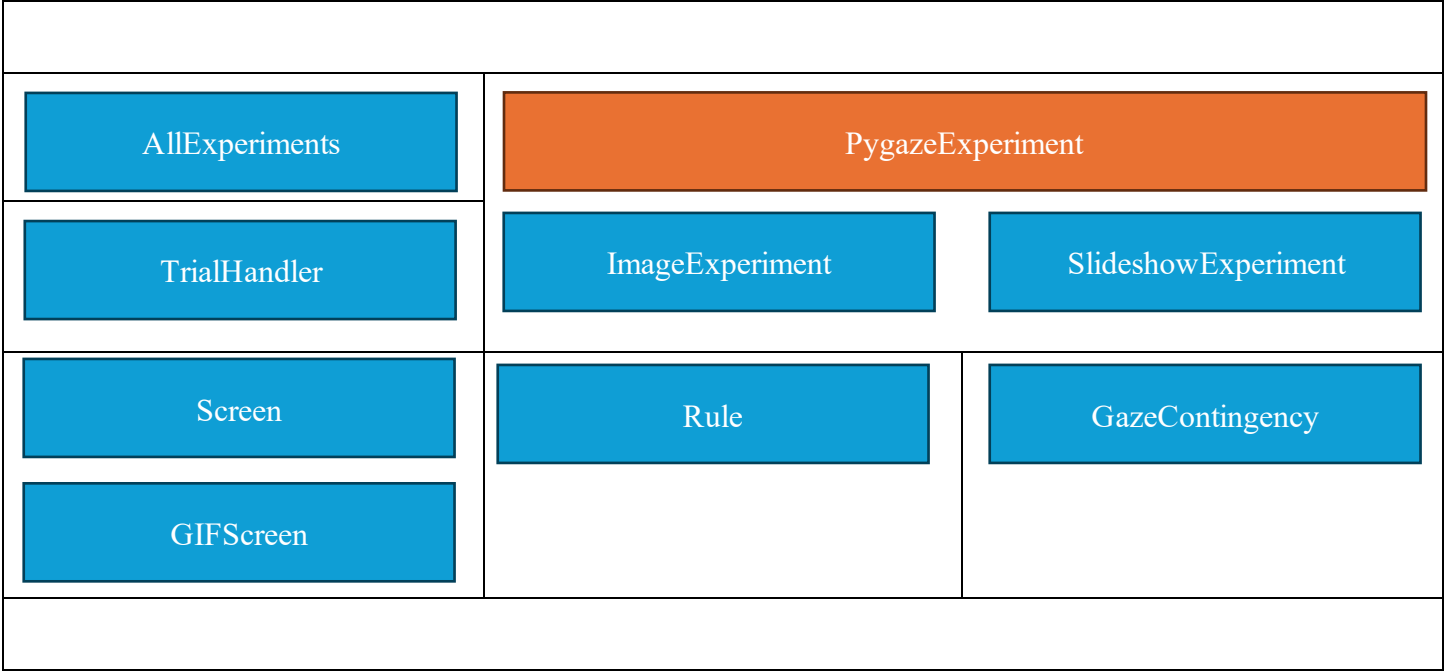 AllExperiments
PygazeExperiment
TrialHandler
ImageExperiment
SlideshowExperiment
Screen
Rule
GazeContingency
GIFScreen